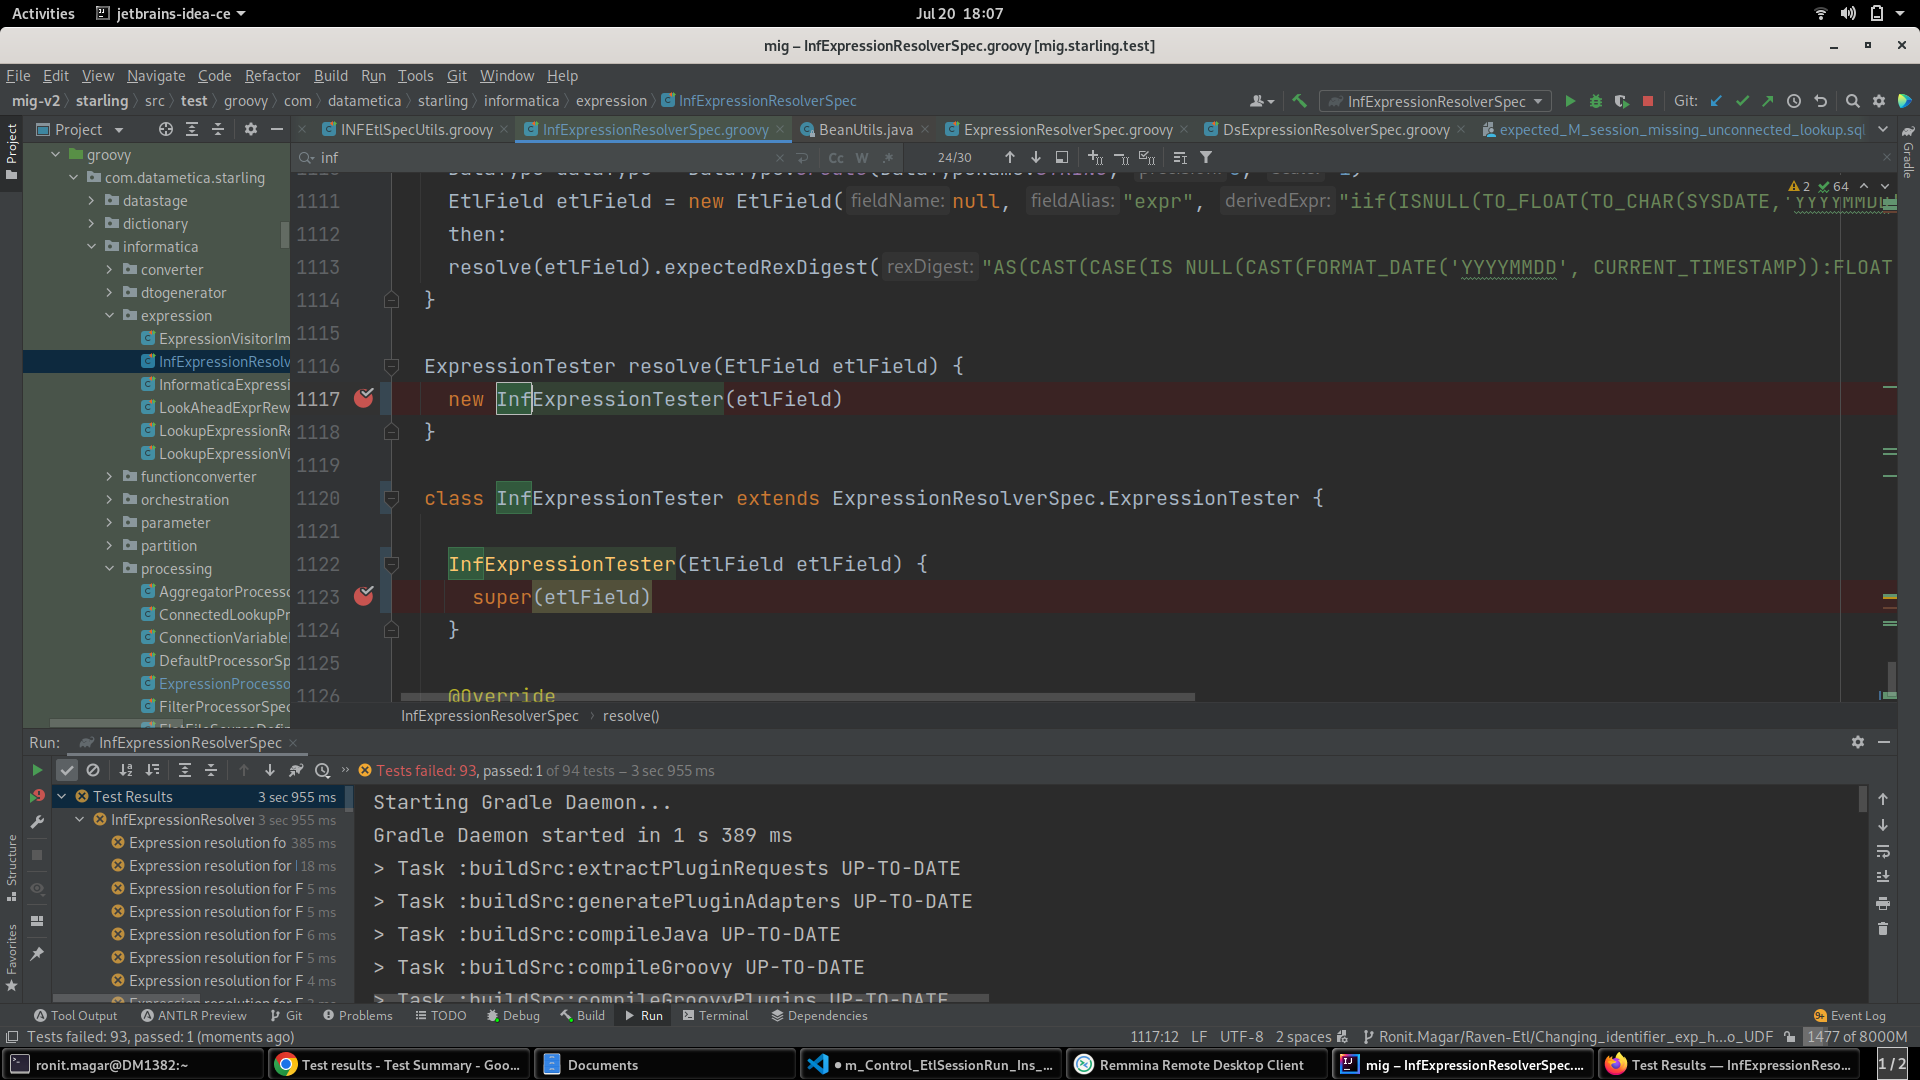 Activities jetbrains-idea-ce Jul 20 18:07
mig – InfExpressionResolverSpec.groovy [mig.starling.test]
File Edit View Navigate Code Refactor Build Run Tools Git Window Help
mig-v2 starling src test groovy com datametica starling informatica expression InfExpressionResolverSpec
InfExpressionResolverSpec Git:
Project
INFEtlSpecUtils.groovy InfExpressionResolverSpec.groovy BeanUtils.java ExpressionResolverSpec.groovy DsExpressionResolverSpec.groovy expected_M_session_missing_unconnected_lookup.sql
inf Cc W .* 24/30
2 64
Project
Gradle
Structure
Favorites
groovy
com.datametica.starling
datastage
dictionary
informatica
converter
dtogenerator
expression
ExpressionVisitorIm
InfExpressionResolv
InformaticaExpressi
LookAheadExprRew
LookupExpressionRe
LookupExpressionVi
functionconverter
orchestration
parameter
partition
processing
AggregatorProcesso
ConnectedLookupPr
ConnectionVariable
DefaultProcessorSp
ExpressionProcesso
FilterProcessorSpec
1111 EtlField etlField = new EtlField( fieldName: null, fieldAlias: "expr", derivedExpr: "iif(ISNULL(TO_FLOAT(TO_CHAR(SYSDATE,'YYYYMMDD
1112 then:
1113 resolve(etlField).expectedRexDigest( rexDigest: "AS(CAST(CASE(IS NULL(CAST(FORMAT_DATE('YYYYMMDD', CURRENT_TIMESTAMP)):FLOAT
1114 }
1115
1116 ExpressionTester resolve(EtlField etlField) {
1117 new InfExpressionTester(etlField)
1118 }
1119
1120 class InfExpressionTester extends ExpressionResolverSpec.ExpressionTester {
1121
1122 InfExpressionTester(EtlField etlField) {
1123 super(etlField)
1124 }
1125
1126 @Override
InfExpressionResolverSpec resolve()
Run: InfExpressionResolverSpec
Tests failed: 93, passed: 1 of 94 tests – 3 sec 955 ms
Test Results 3 sec 955 ms
InfExpressionResolver 3 sec 955 ms
Expression resolution fo 385 ms
Expression resolution for 18 ms
Expression resolution for F 5 ms
Expression resolution for F 5 ms
Expression resolution for F 6 ms
Expression resolution for F 5 ms
Expression resolution for F 4 ms
Starting Gradle Daemon...
Gradle Daemon started in 1 s 389 ms
> Task :buildSrc:extractPluginRequests UP-TO-DATE
> Task :buildSrc:generatePluginAdapters UP-TO-DATE
> Task :buildSrc:compileJava UP-TO-DATE
> Task :buildSrc:compileGroovy UP-TO-DATE
> Task :buildSrc:compileGroovyPlugins UP-TO-DATE
Tool Output ANTLR Preview Git Problems TODO Debug Build Run Terminal Dependencies Event Log
Tests failed: 93, passed: 1 (moments ago) 1117:12 LF UTF-8 2 spaces Ronit.Magar/Raven-Etl/Changing_identifier_exp_h...o_UDF 1477 of 8000M
ronit.magar@DM1382:~ Test results - Test Summary - Goo... Documents ● m_Control_EtlSessionRun_Ins_... Remmina Remote Desktop Client mig – InfExpressionResolverSpec.... Test Results — InfExpressionReso... 1 / 2